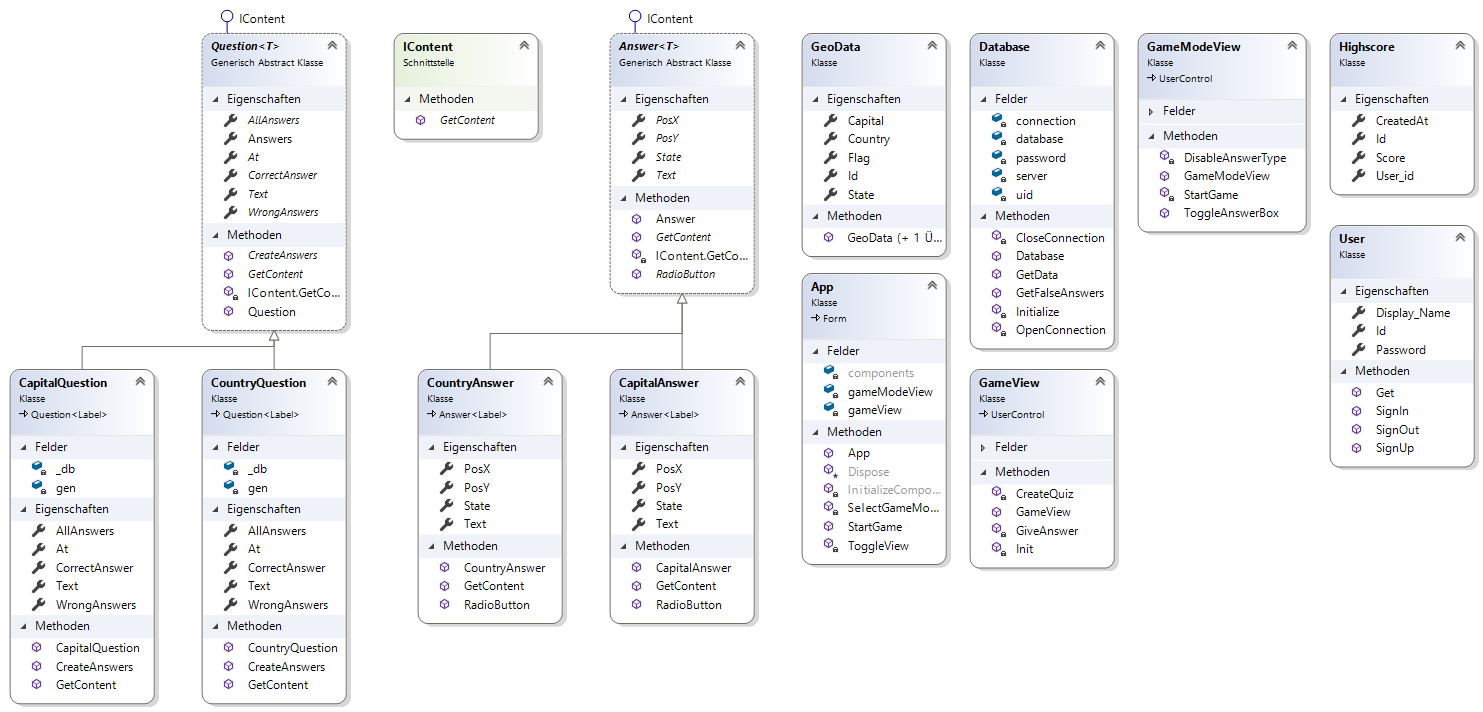 IContent
Question<T>
Generisch Abstract Klasse
Eigenschaften
AllAnswers
Answers
At
CorrectAnswer
Text
WrongAnswers
Methoden
CreateAnswers
GetContent
IContent.GetCo...
Question
IContent
Schnittstelle
Methoden
GetContent
IContent
Answer<T>
Generisch Abstract Klasse
Eigenschaften
PosX
PosY
State
Text
Methoden
Answer
GetContent
IContent.GetCo...
RadioButton
GeoData
Klasse
Eigenschaften
Capital
Country
Flag
Id
State
Methoden
GeoData (+ 1 Ü...
Database
Klasse
Felder
connection
database
password
server
uid
Methoden
CloseConnection
Database
GetData
GetFalseAnswers
Initialize
OpenConnection
GameModeView
Klasse
UserControl
Felder
Methoden
DisableAnswerType
GameModeView
StartGame
ToggleAnswerBox
Highscore
Klasse
Eigenschaften
CreatedAt
Id
Score
User_id
User
Klasse
Eigenschaften
Display_Name
Id
Password
Methoden
Get
SignIn
SignOut
SignUp
App
Klasse
Form
Felder
components
gameModeView
gameView
Methoden
App
Dispose
InitializeCompo...
SelectGameMo...
StartGame
ToggleView
GameView
Klasse
UserControl
Felder
Methoden
CreateQuiz
GameView
GiveAnswer
Init
CapitalQuestion
Klasse
Question<Label>
Felder
_db
gen
Eigenschaften
AllAnswers
At
CorrectAnswer
Text
WrongAnswers
Methoden
CapitalQuestion
CreateAnswers
GetContent
CountryQuestion
Klasse
Question<Label>
Felder
_db
gen
Eigenschaften
AllAnswers
At
CorrectAnswer
Text
WrongAnswers
Methoden
CountryQuestion
CreateAnswers
GetContent
CountryAnswer
Klasse
Answer<Label>
Eigenschaften
PosX
PosY
State
Text
Methoden
CountryAnswer
GetContent
RadioButton
CapitalAnswer
Klasse
Answer<Label>
Eigenschaften
PosX
PosY
State
Text
Methoden
CapitalAnswer
GetContent
RadioButton